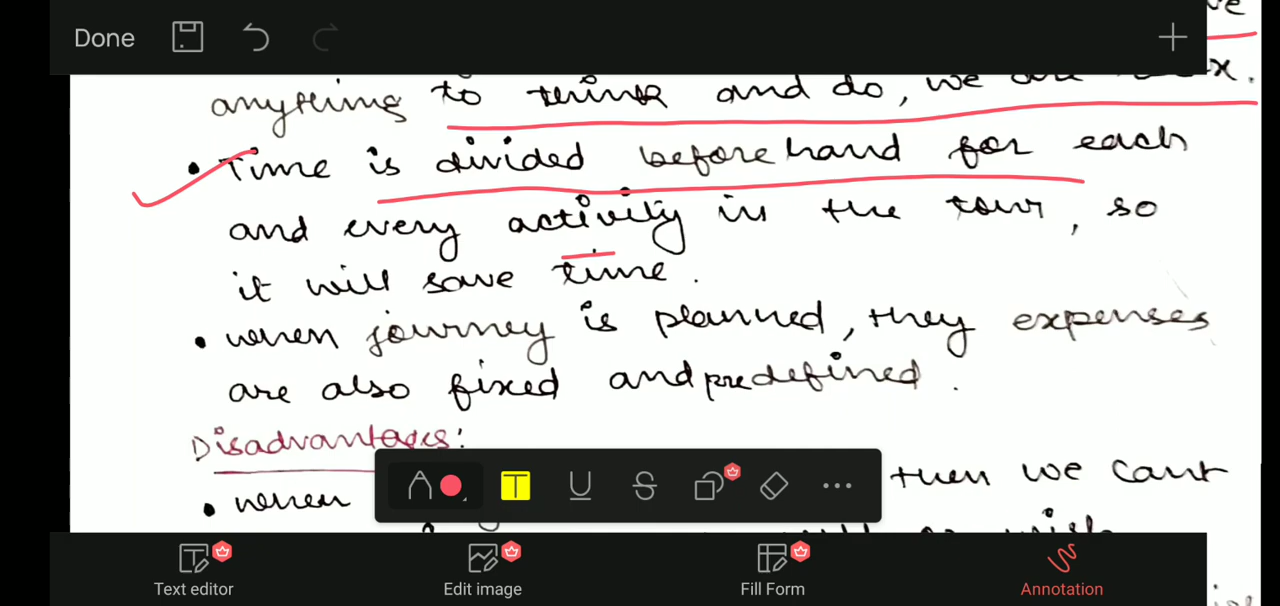 Done
anything to think and do, we are
• Time is divided beforehand for each
and every activity in the tour, so
it will save time.
• when journey is planned, they expenses
are also fixed and predefined.
Disadvantages:
• when then we cant
Text editor
Edit image
Fill Form
Annotation